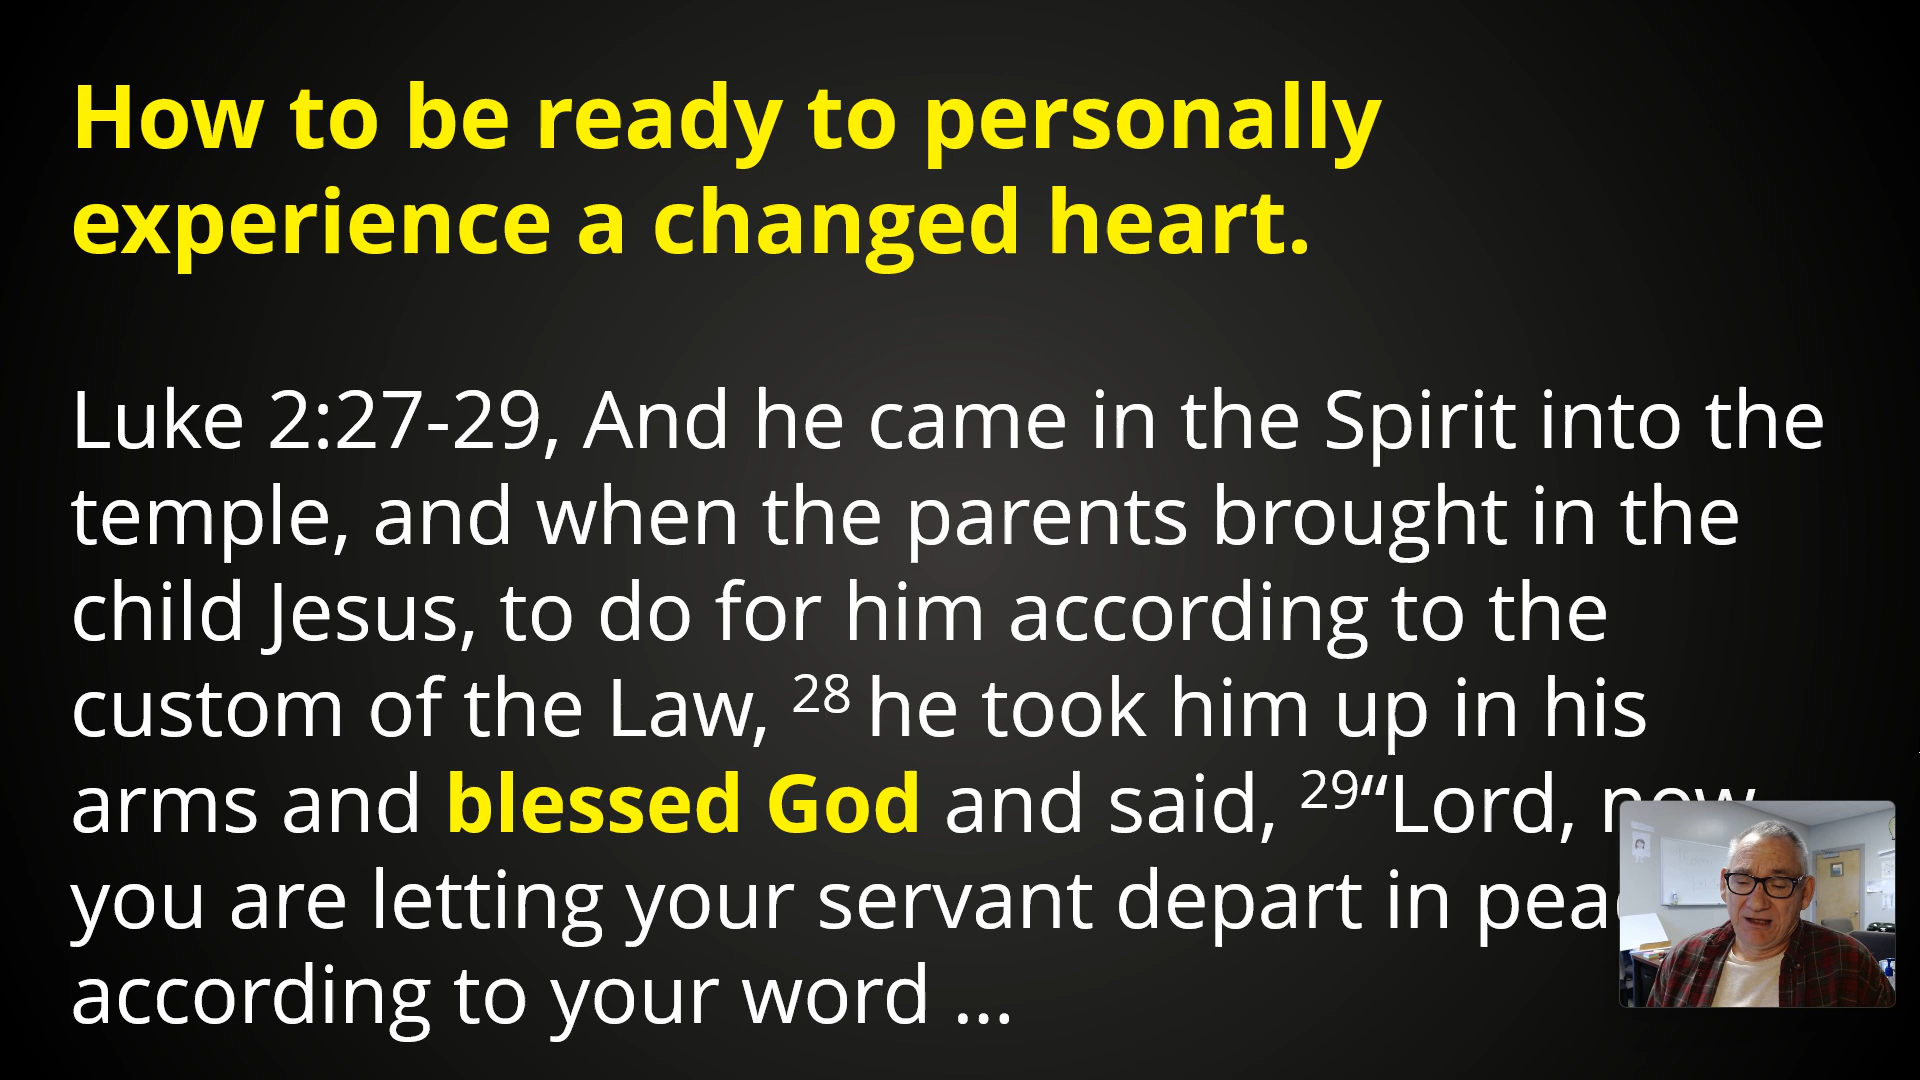 How to be ready to personally
experience a changed heart.
Luke 2:27-29, And he came in the Spirit into the
temple, and when the parents brought in the
child Jesus, to do for him according to the
custom of the Law, 28 he took him up in his
arms and blessed God and said, 29“Lord, now
you are letting your servant depart in
according to your word ...